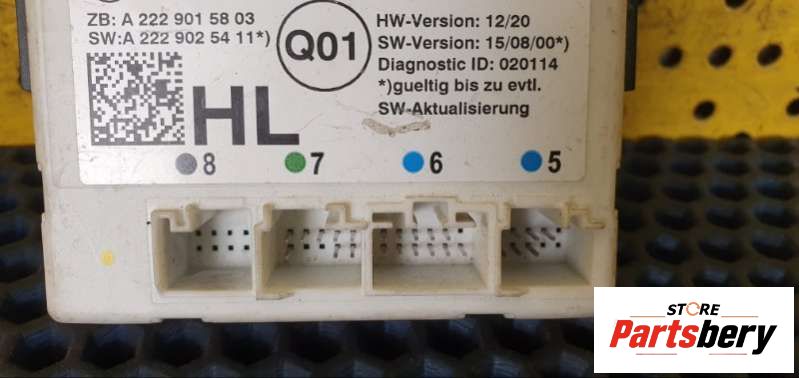 ZB: A 222 901 58 03
SW:A 222 902 54 11*)
Q01
HW-Version: 12/20
SW-Version: 15/08/00*)
Diagnostic ID: 020114
*)gueltig bis zu evtl.
SW-Aktualisierung
HL
8 7 6 5
STORE
Partsbery